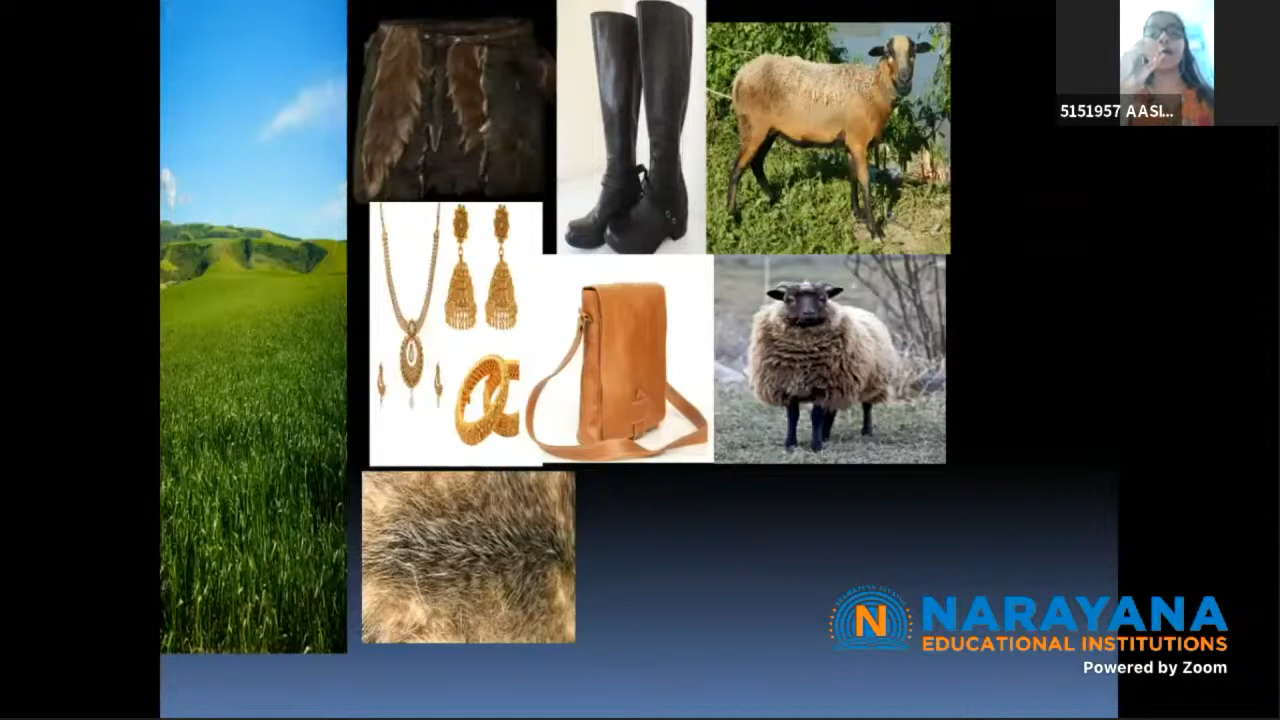 5151957 AASI...
N
NARAYANA
EDUCATIONAL INSTITUTIONS
Powered by Zoom